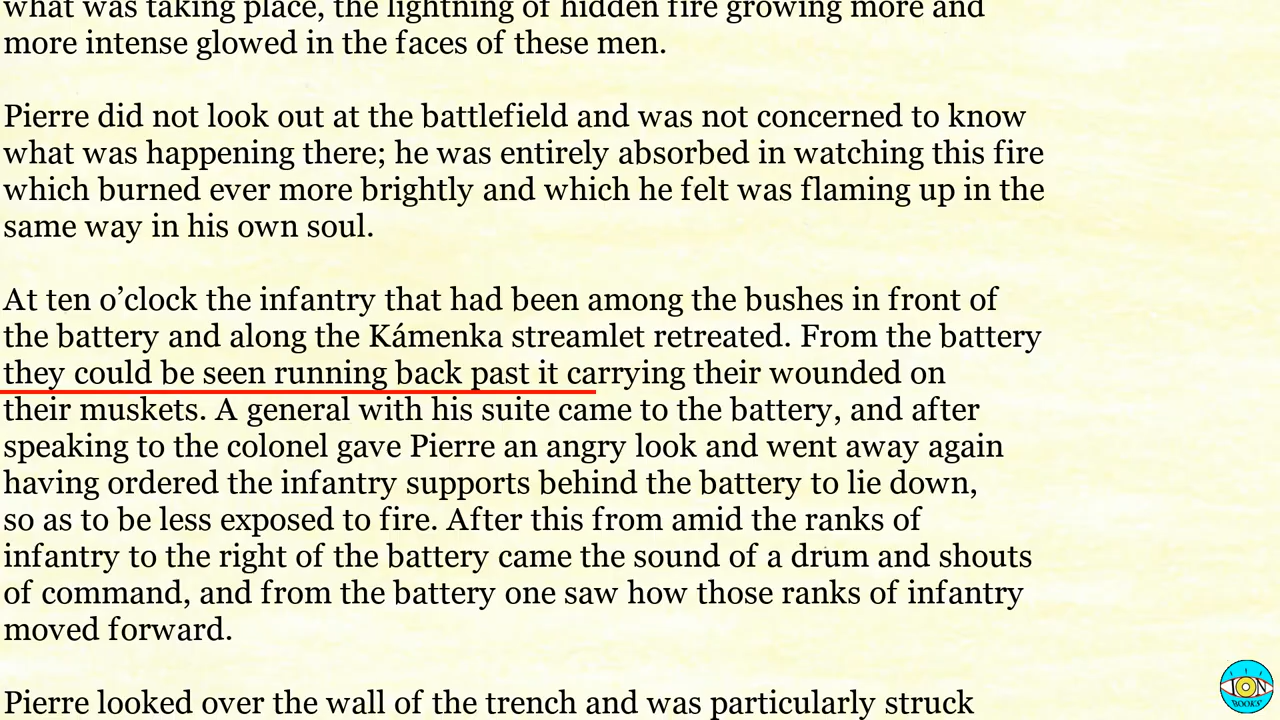 what was taking place, the lightning of hidden fire growing more and
more intense glowed in the faces of these men.
Pierre did not look out at the battlefield and was not concerned to know
what was happening there; he was entirely absorbed in watching this fire
which burned ever more brightly and which he felt was flaming up in the
same way in his own soul.
At ten o’clock the infantry that had been among the bushes in front of
the battery and along the Kámenka streamlet retreated. From the battery
they could be seen running back past it carrying their wounded on
their muskets. A general with his suite came to the battery, and after
speaking to the colonel gave Pierre an angry look and went away again
having ordered the infantry supports behind the battery to lie down,
so as to be less exposed to fire. After this from amid the ranks of
infantry to the right of the battery came the sound of a drum and shouts
of command, and from the battery one saw how those ranks of infantry
moved forward.
Pierre looked over the wall of the trench and was particularly struck
ION
BOOKS